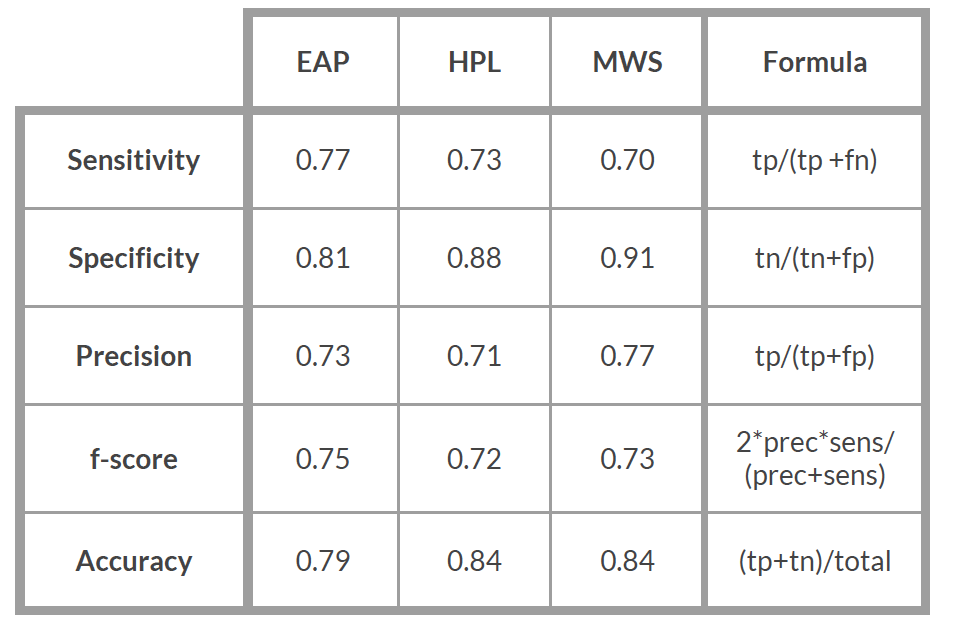 EAP HPL MWS Formula
Sensitivity 0.77 0.73 0.70 tp/(tp +fn)
Specificity 0.81 0.88 0.91 tn/(tn+fp)
Precision 0.73 0.71 0.77 tp/(tp+fp)
f-score 0.75 0.72 0.73 2*prec*sens/
(prec+sens)
Accuracy 0.79 0.84 0.84 (tp+tn)/total